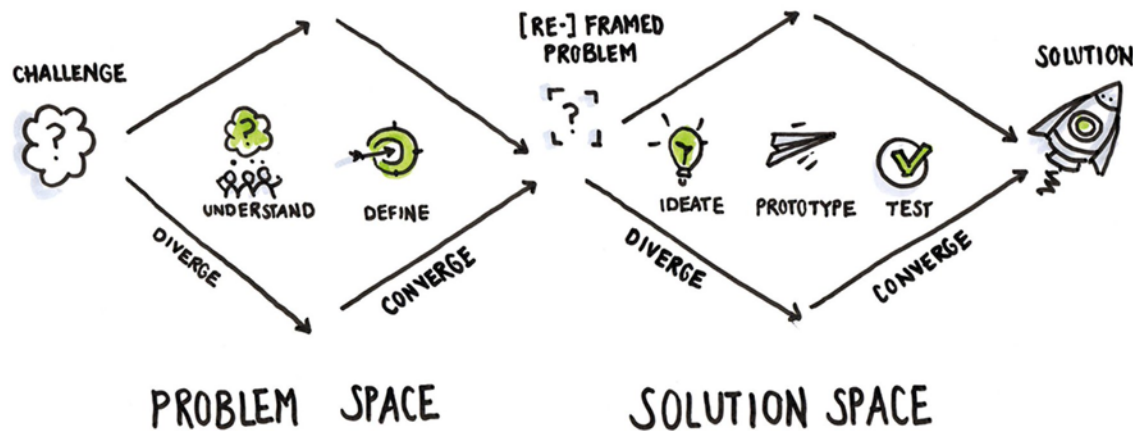 CHALLENGE
?
UNDERSTAND
?
DEFINE
DIVERGE
CONVERGE
[RE-] FRAMED
PROBLEM
?
IDEATE
PROTOTYPE
TEST
DIVERGE
CONVERGE
SOLUTION
PROBLEM SPACE
SOLUTION SPACE